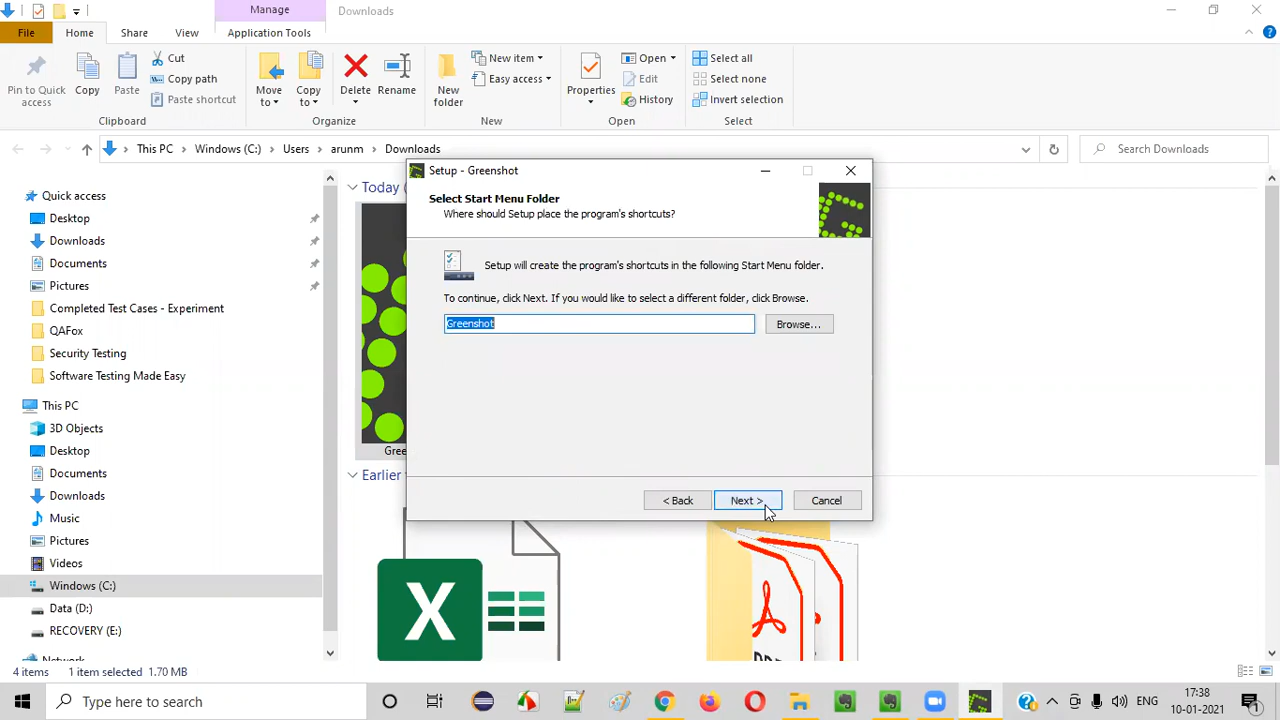 Manage
Downloads
File
Home
Share
View
Application Tools
Pin to Quick access
Copy
Paste
Cut
Copy path
Paste shortcut
Clipboard
Move to
Copy to
Delete
Rename
Organize
New folder
New item
Easy access
New
Properties
Open
Edit
History
Open
Select all
Select none
Invert selection
Select
This PC
Windows (C:)
Users
arunm
Downloads
Search Downloads
Quick access
Desktop
Downloads
Documents
Pictures
Completed Test Cases - Experiment
QAFox
Security Testing
Software Testing Made Easy
This PC
3D Objects
Desktop
Documents
Downloads
Music
Pictures
Videos
Windows (C:)
Data (D:)
RECOVERY (E:)
Today
Gree
Earlier
Setup - Greenshot
Select Start Menu Folder
Where should Setup place the program's shortcuts?
Setup will create the program's shortcuts in the following Start Menu folder.
To continue, click Next. If you would like to select a different folder, click Browse.
Greenshot
Browse...
< Back
Next >
Cancel
X
4 items
1 item selected 1.70 MB
Type here to search
ENG
17:38
10-01-2021
1